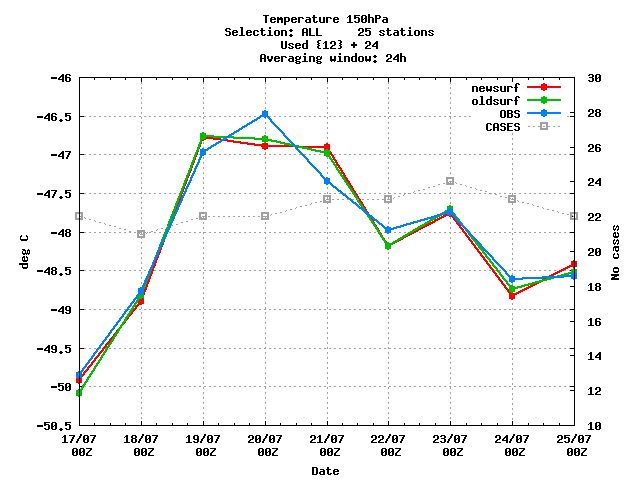 Temperature 150hPa
Selection: ALL     25 stations
Used {12} + 24
Averaging window: 24h
newsurf
oldsurf
OBS
CASES
-46
-46.5
-47
-47.5
-48
-48.5
-49
-49.5
-50
-50.5
deg C
30
28
26
24
22
20
18
16
14
12
10
No cases
17/07 18/07 19/07 20/07 21/07 22/07 23/07 24/07 25/07
00Z 00Z 00Z 00Z 00Z 00Z 00Z 00Z 00Z
Date